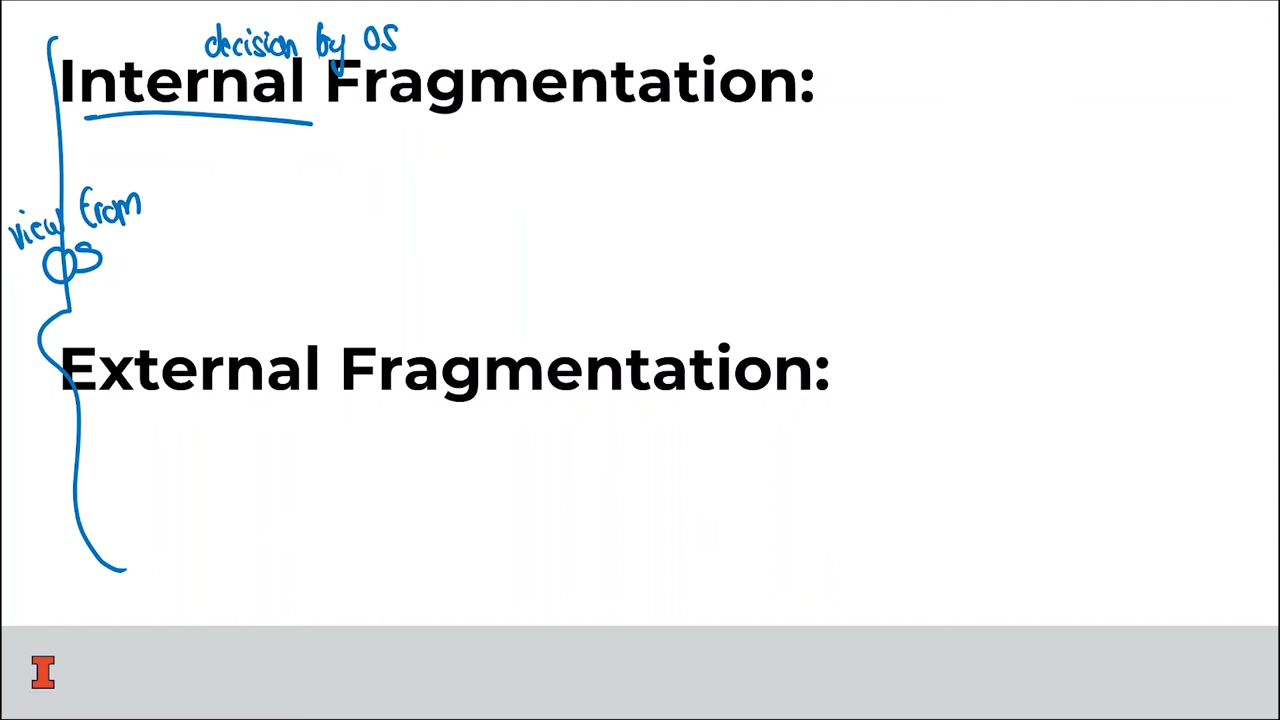 decision by OS
Internal Fragmentation:
view from
OS
External Fragmentation:
I